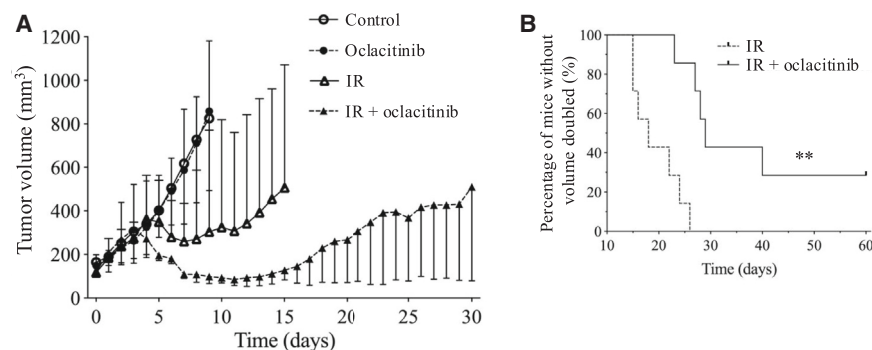 A
Control
Oclacitinib
IR
IR + oclacitinib
Tumor volume (mm³)
1200
1000
800
600
400
200
0
0 5 10 15 20 25 30
Time (days)
B
IR
IR + oclacitinib
Percentage of mice without
volume doubled (%)
100
80
60
40
20
0
**
10 20 30 40 50 60
Time (days)